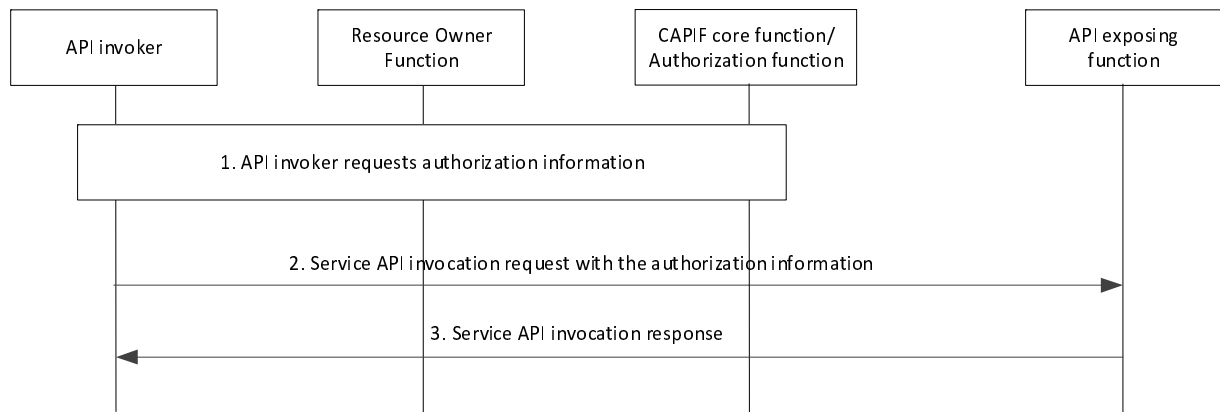 API invoker
Resource Owner
Function
CAPIF core function/
Authorization function
API exposing
function
1. API invoker requests authorization information
2. Service API invocation request with the authorization information
3. Service API invocation response